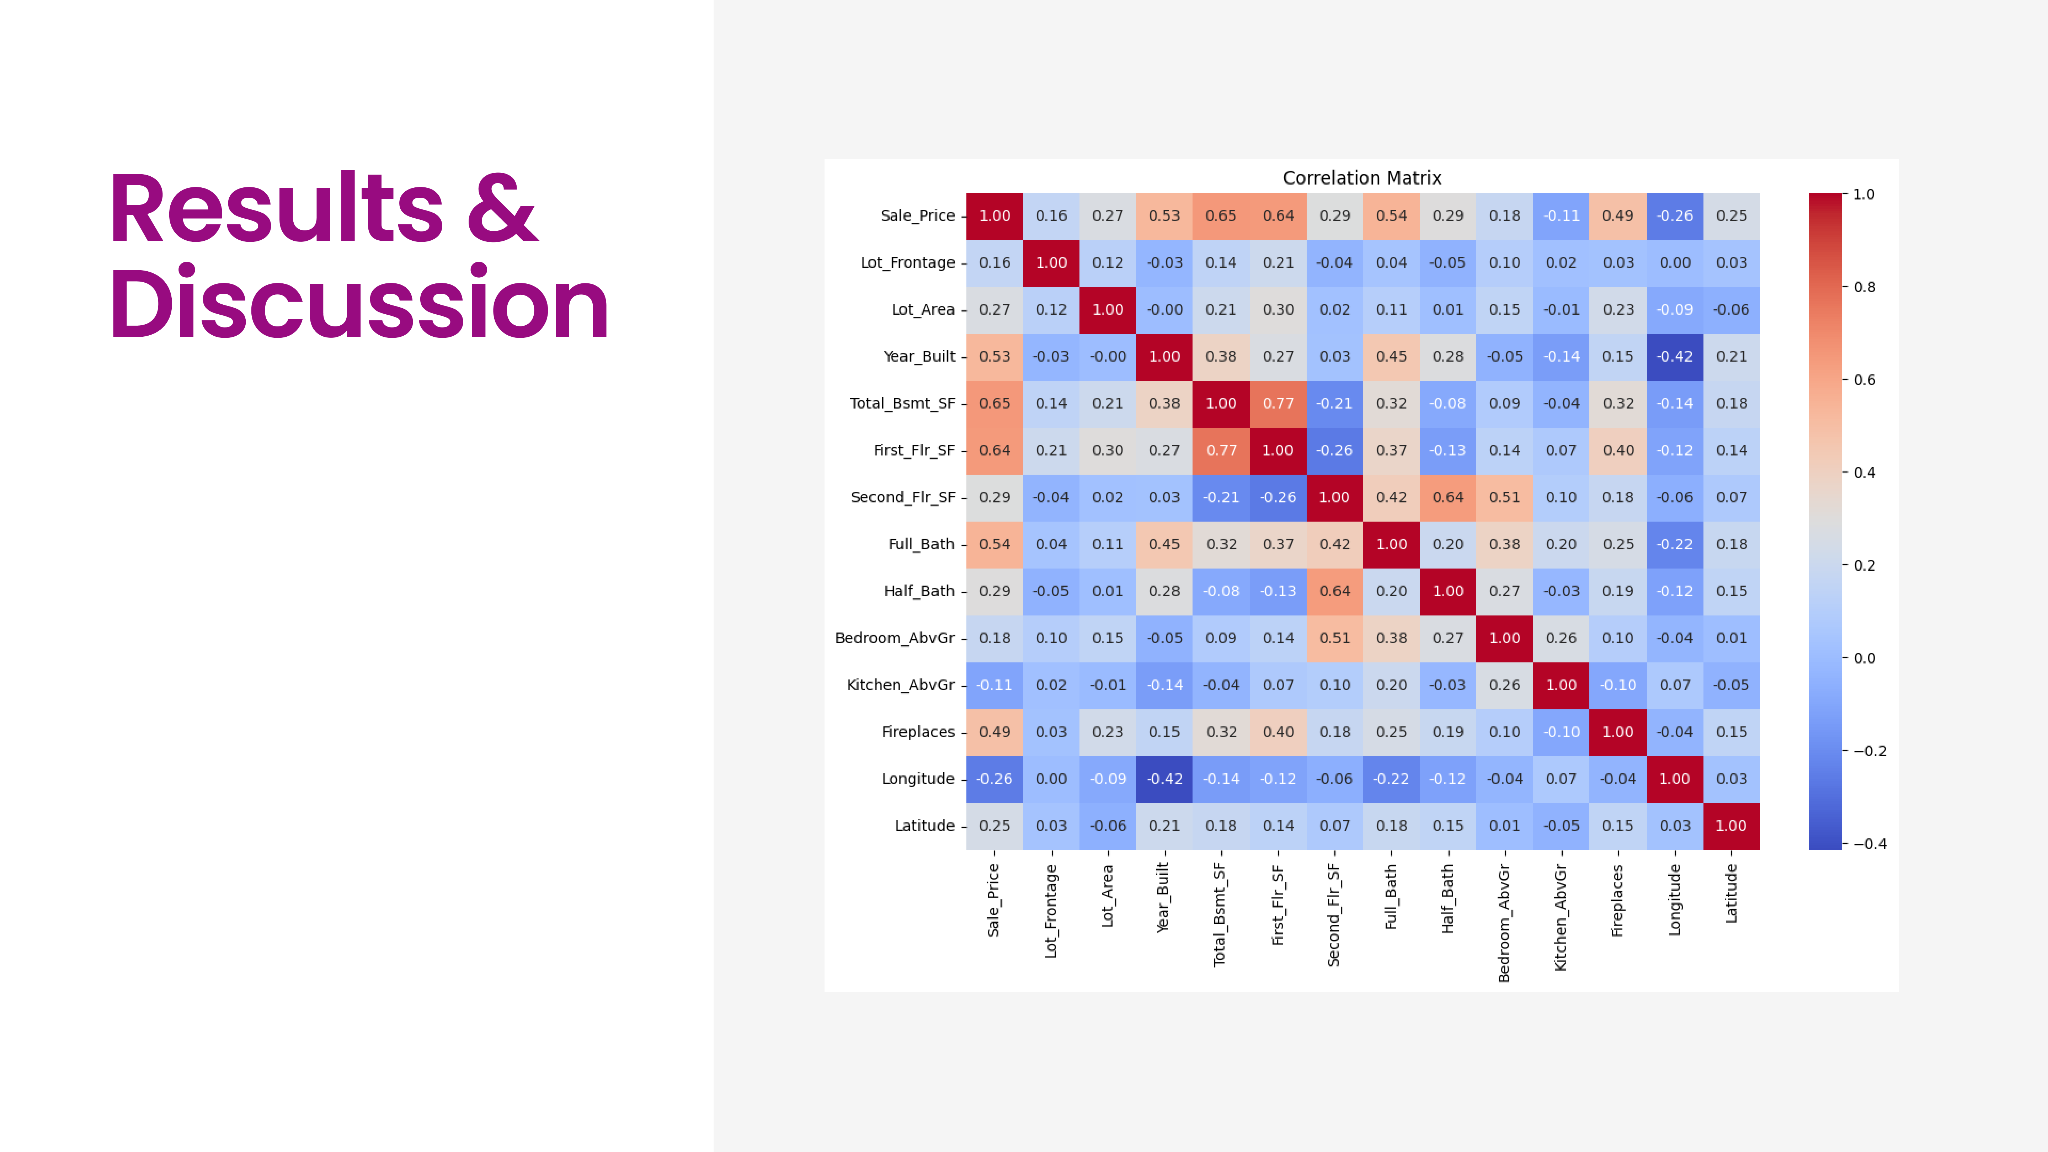 Results &
Discussion
Correlation Matrix
Sale_Price 1.00 0.16 0.27 0.53 0.65 0.64 0.29 0.54 0.29 0.18 -0.11 0.49 -0.26 0.25
Lot_Frontage 0.16 1.00 0.12 -0.03 0.14 0.21 -0.04 0.04 -0.05 0.10 0.02 0.03 0.00 0.03
Lot_Area 0.27 0.12 1.00 -0.00 0.21 0.30 0.02 0.11 0.01 0.15 -0.01 0.23 -0.09 -0.06
Year_Built 0.53 -0.03 -0.00 1.00 0.38 0.27 0.03 0.45 0.28 -0.05 -0.14 0.15 -0.42 0.21
Total_Bsmt_SF 0.65 0.14 0.21 0.38 1.00 0.77 -0.21 0.32 -0.08 0.09 -0.04 0.32 -0.14 0.18
First_Flr_SF 0.64 0.21 0.30 0.27 0.77 1.00 -0.26 0.37 -0.13 0.14 0.07 0.40 -0.12 0.14
Second_Flr_SF 0.29 -0.04 0.02 0.03 -0.21 -0.26 1.00 0.42 0.64 0.51 0.10 0.18 -0.06 0.07
Full_Bath 0.54 0.04 0.11 0.45 0.32 0.37 0.42 1.00 0.20 0.38 0.20 0.25 -0.22 0.18
Half_Bath 0.29 -0.05 0.01 0.28 -0.08 -0.13 0.64 0.20 1.00 0.27 -0.03 0.19 -0.12 0.15
Bedroom_AbvGr 0.18 0.10 0.15 -0.05 0.09 0.14 0.51 0.38 0.27 1.00 0.26 0.10 -0.04 0.01
Kitchen_AbvGr -0.11 0.02 -0.01 -0.14 -0.04 0.07 0.10 0.20 -0.03 0.26 1.00 -0.10 0.07 -0.05
Fireplaces 0.49 0.03 0.23 0.15 0.32 0.40 0.18 0.25 0.19 0.10 -0.10 1.00 -0.04 0.15
Longitude -0.26 0.00 -0.09 -0.42 -0.14 -0.12 -0.06 -0.22 -0.12 -0.04 0.07 -0.04 1.00 0.03
Latitude 0.25 0.03 -0.06 0.21 0.18 0.14 0.07 0.18 0.15 0.01 -0.05 0.15 0.03 1.00
Sale_Price
Lot_Frontage
Lot_Area
Year_Built
Total_Bsmt_SF
First_Flr_SF
Second_Flr_SF
Full_Bath
Half_Bath
Bedroom_AbvGr
Kitchen_AbvGr
Fireplaces
Longitude
Latitude
1.0
0.8
0.6
0.4
0.2
0.0
−0.2
−0.4